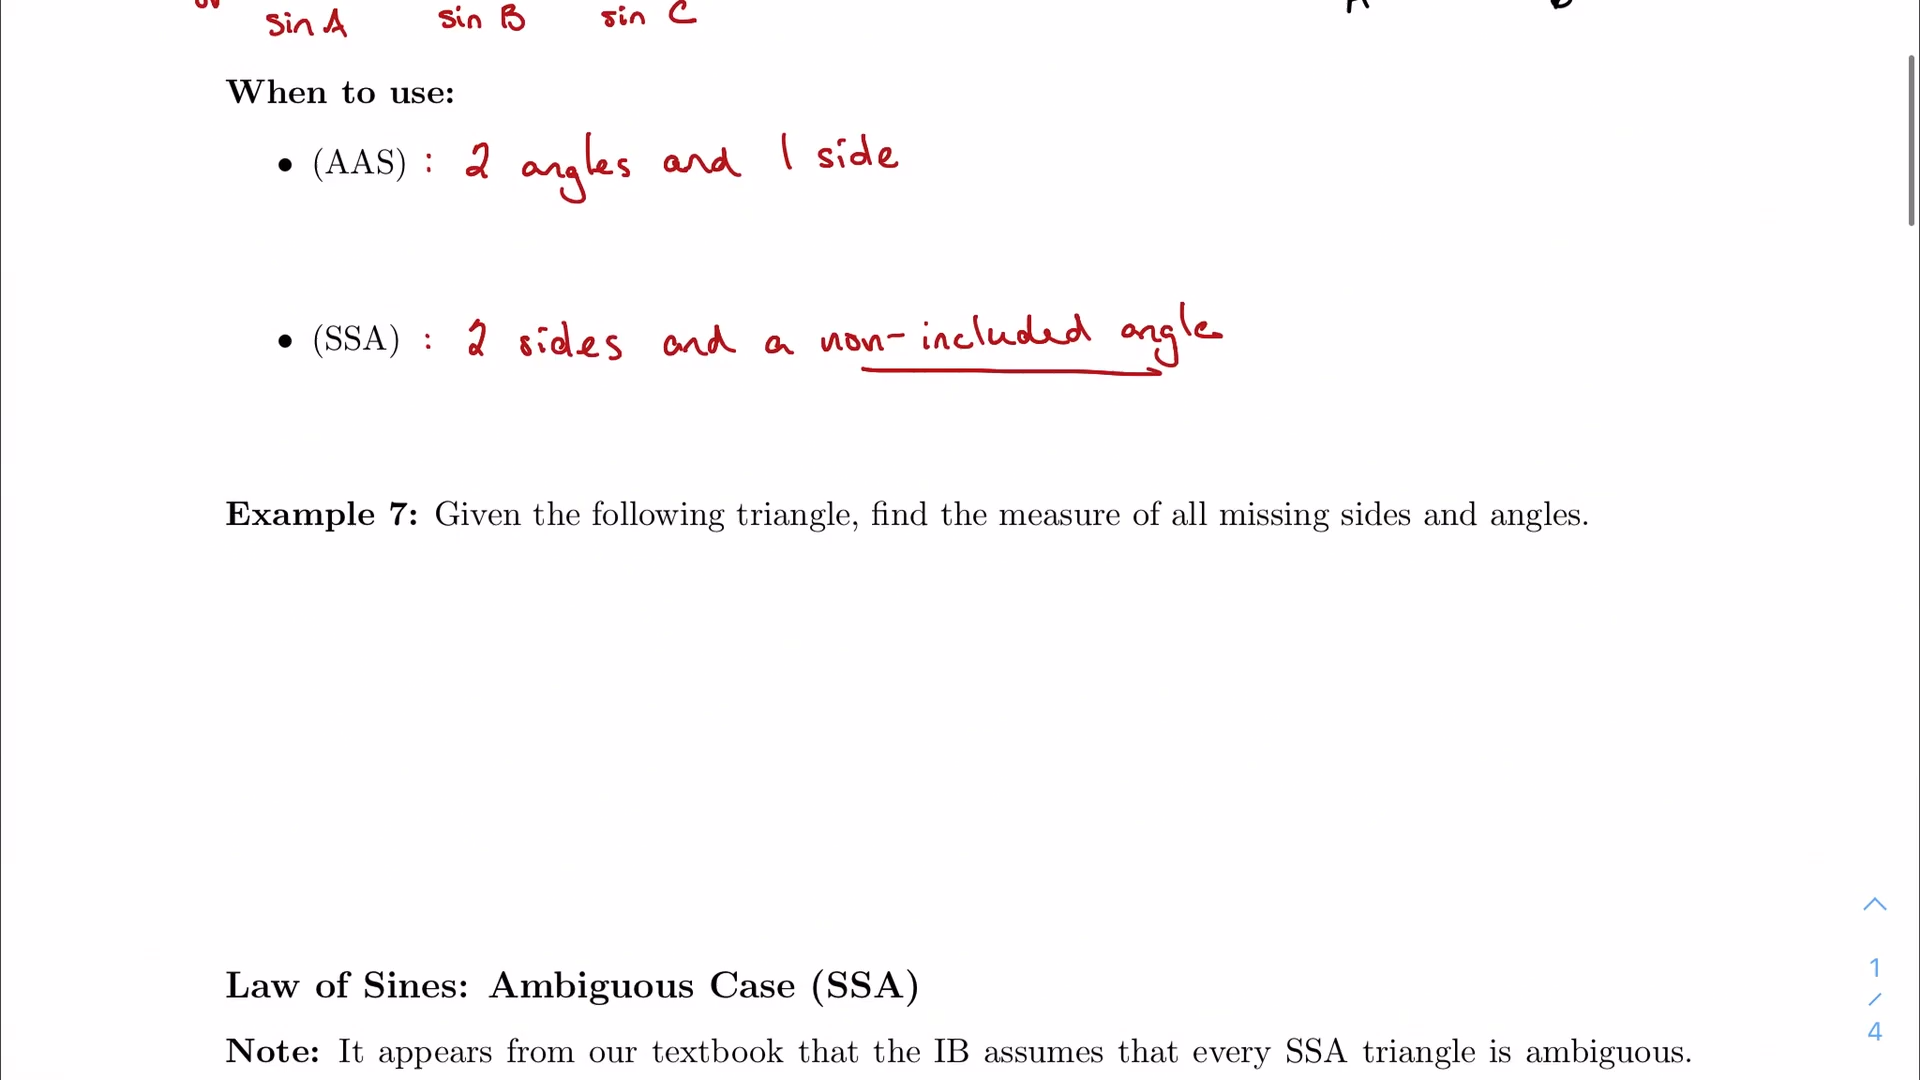 sin A sin B sin C
When to use:
• (AAS) : 2 angles and 1 side
• (SSA) : 2 sides and a non-included angle
Example 7: Given the following triangle, find the measure of all missing sides and angles.
Law of Sines: Ambiguous Case (SSA)
Note: It appears from our textbook that the IB assumes that every SSA triangle is ambiguous.
1
/
4